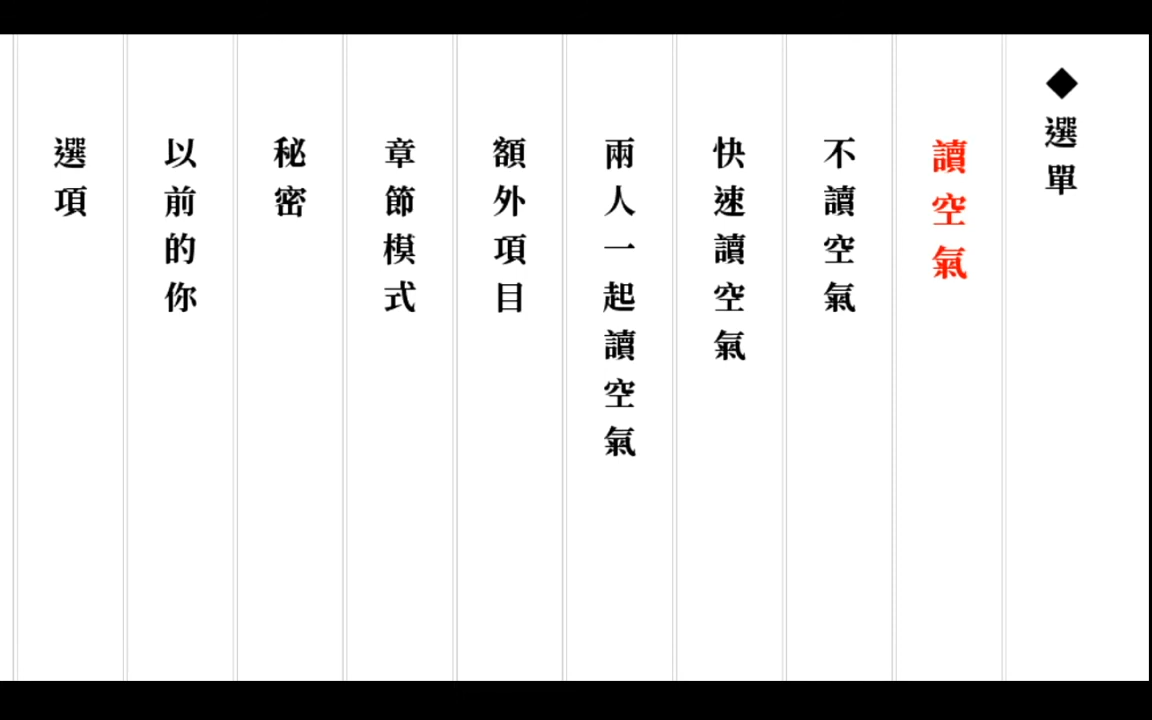 ◆選單
讀空氣
不讀空氣
快速讀空氣
兩人一起讀空氣
額外項目
章節模式
秘密
以前的你
選項